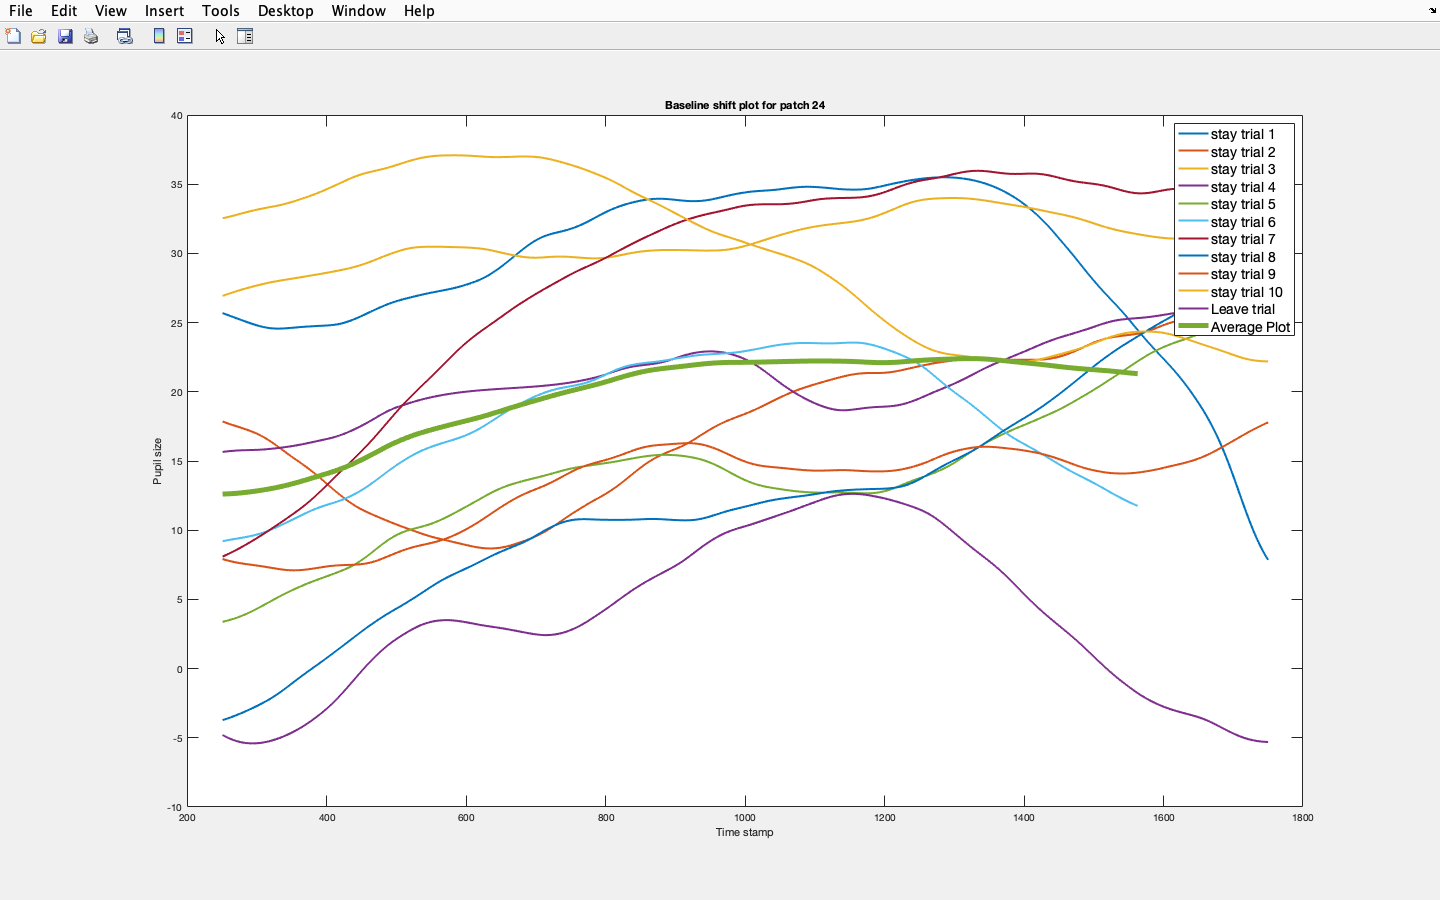 File Edit View Insert Tools Desktop Window Help
Baseline shift plot for patch 24
40
35
30
25
20
15
10
5
0
-5
-10
Pupil size
200 400 600 800 1000 1200 1400 1600 1800
Time stamp
stay trial 1
stay trial 2
stay trial 3
stay trial 4
stay trial 5
stay trial 6
stay trial 7
stay trial 8
stay trial 9
stay trial 10
Leave trial
Average Plot